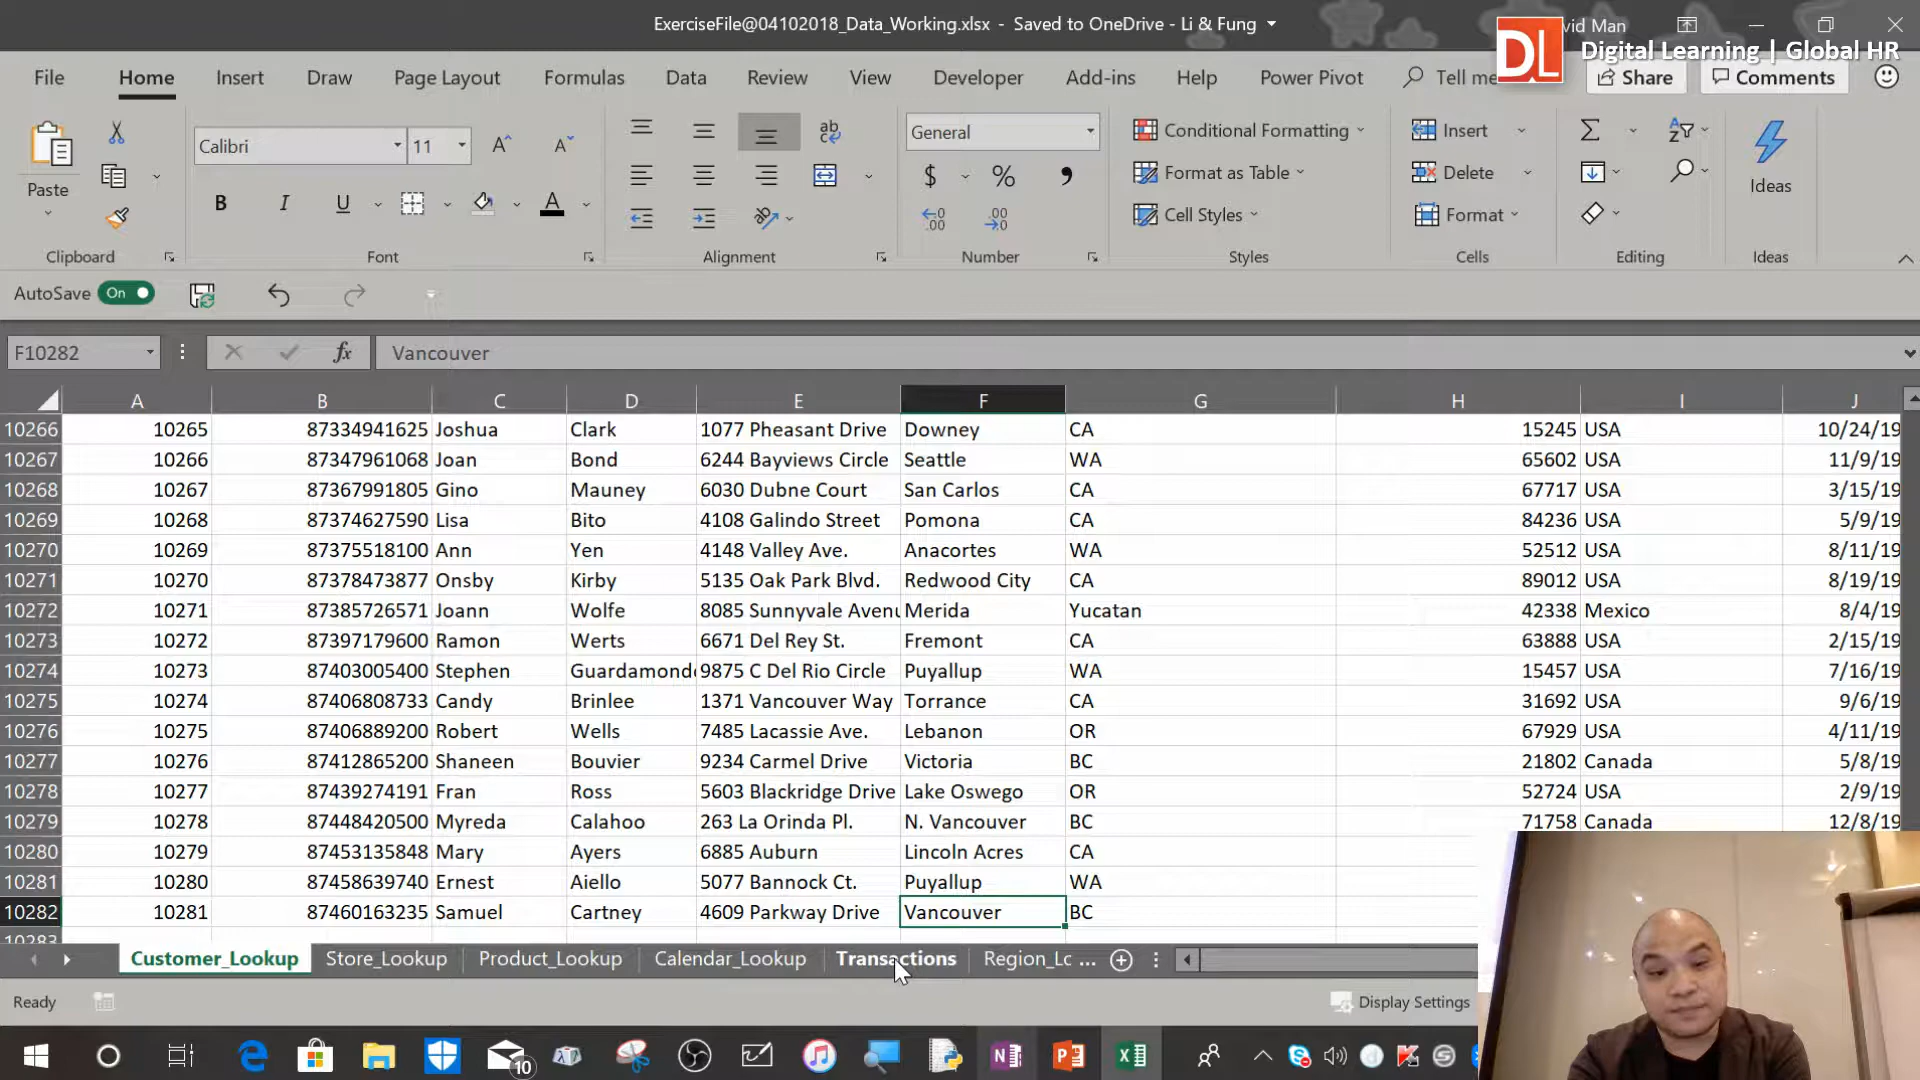 ExerciseFile@04102018_Data_Working.xlsx - Saved to OneDrive - Li & Fung
vid Man
DL Digital Learning | Global HR
File Home Insert Draw Page Layout Formulas Data Review View Developer Add-ins Help Power Pivot Tell me Share Comments
Paste
Clipboard
Calibri 11
B I U A
Font
Alignment
General
$ % ,
Number
Conditional Formatting
Format as Table
Cell Styles
Styles
Insert
Delete
Format
Cells
Editing
Ideas
Ideas
AutoSave On
F10282 fx Vancouver
A B C D E F G H I J
10266 10265 87334941625 Joshua Clark 1077 Pheasant Drive Downey CA 15245 USA 10/24/19
10267 10266 87347961068 Joan Bond 6244 Bayviews Circle Seattle WA 65602 USA 11/9/19
10268 10267 87367991805 Gino Mauney 6030 Dubne Court San Carlos CA 67717 USA 3/15/19
10269 10268 87374627590 Lisa Bito 4108 Galindo Street Pomona CA 84236 USA 5/9/19
10270 10269 87375518100 Ann Yen 4148 Valley Ave. Anacortes WA 52512 USA 8/11/19
10271 10270 87378473877 Onsby Kirby 5135 Oak Park Blvd. Redwood City CA 89012 USA 8/19/19
10272 10271 87385726571 Joann Wolfe 8085 Sunnyvale Avenu Merida Yucatan 42338 Mexico 8/4/19
10273 10272 87397179600 Ramon Werts 6671 Del Rey St. Fremont CA 63888 USA 2/15/19
10274 10273 87403005400 Stephen Guardamond 9875 C Del Rio Circle Puyallup WA 15457 USA 7/16/19
10275 10274 87406808733 Candy Brinlee 1371 Vancouver Way Torrance CA 31692 USA 9/6/19
10276 10275 87406889200 Robert Wells 7485 Lacassie Ave. Lebanon OR 67929 USA 4/11/19
10277 10276 87412865200 Shaneen Bouvier 9234 Carmel Drive Victoria BC 21802 Canada 5/8/19
10278 10277 87439274191 Fran Ross 5603 Blackridge Drive Lake Oswego OR 52724 USA 2/9/19
10279 10278 87448420500 Myreda Calahoo 263 La Orinda Pl. N. Vancouver BC 71758 Canada 12/8/19
10280 10279 87453135848 Mary Ayers 6885 Auburn Lincoln Acres CA
10281 10280 87458639740 Ernest Aiello 5077 Bannock Ct. Puyallup WA
10282 10281 87460163235 Samuel Cartney 4609 Parkway Drive Vancouver BC
10283
Customer_Lookup Store_Lookup Product_Lookup Calendar_Lookup Transactions Region_Lc ...
Ready Display Settings
10